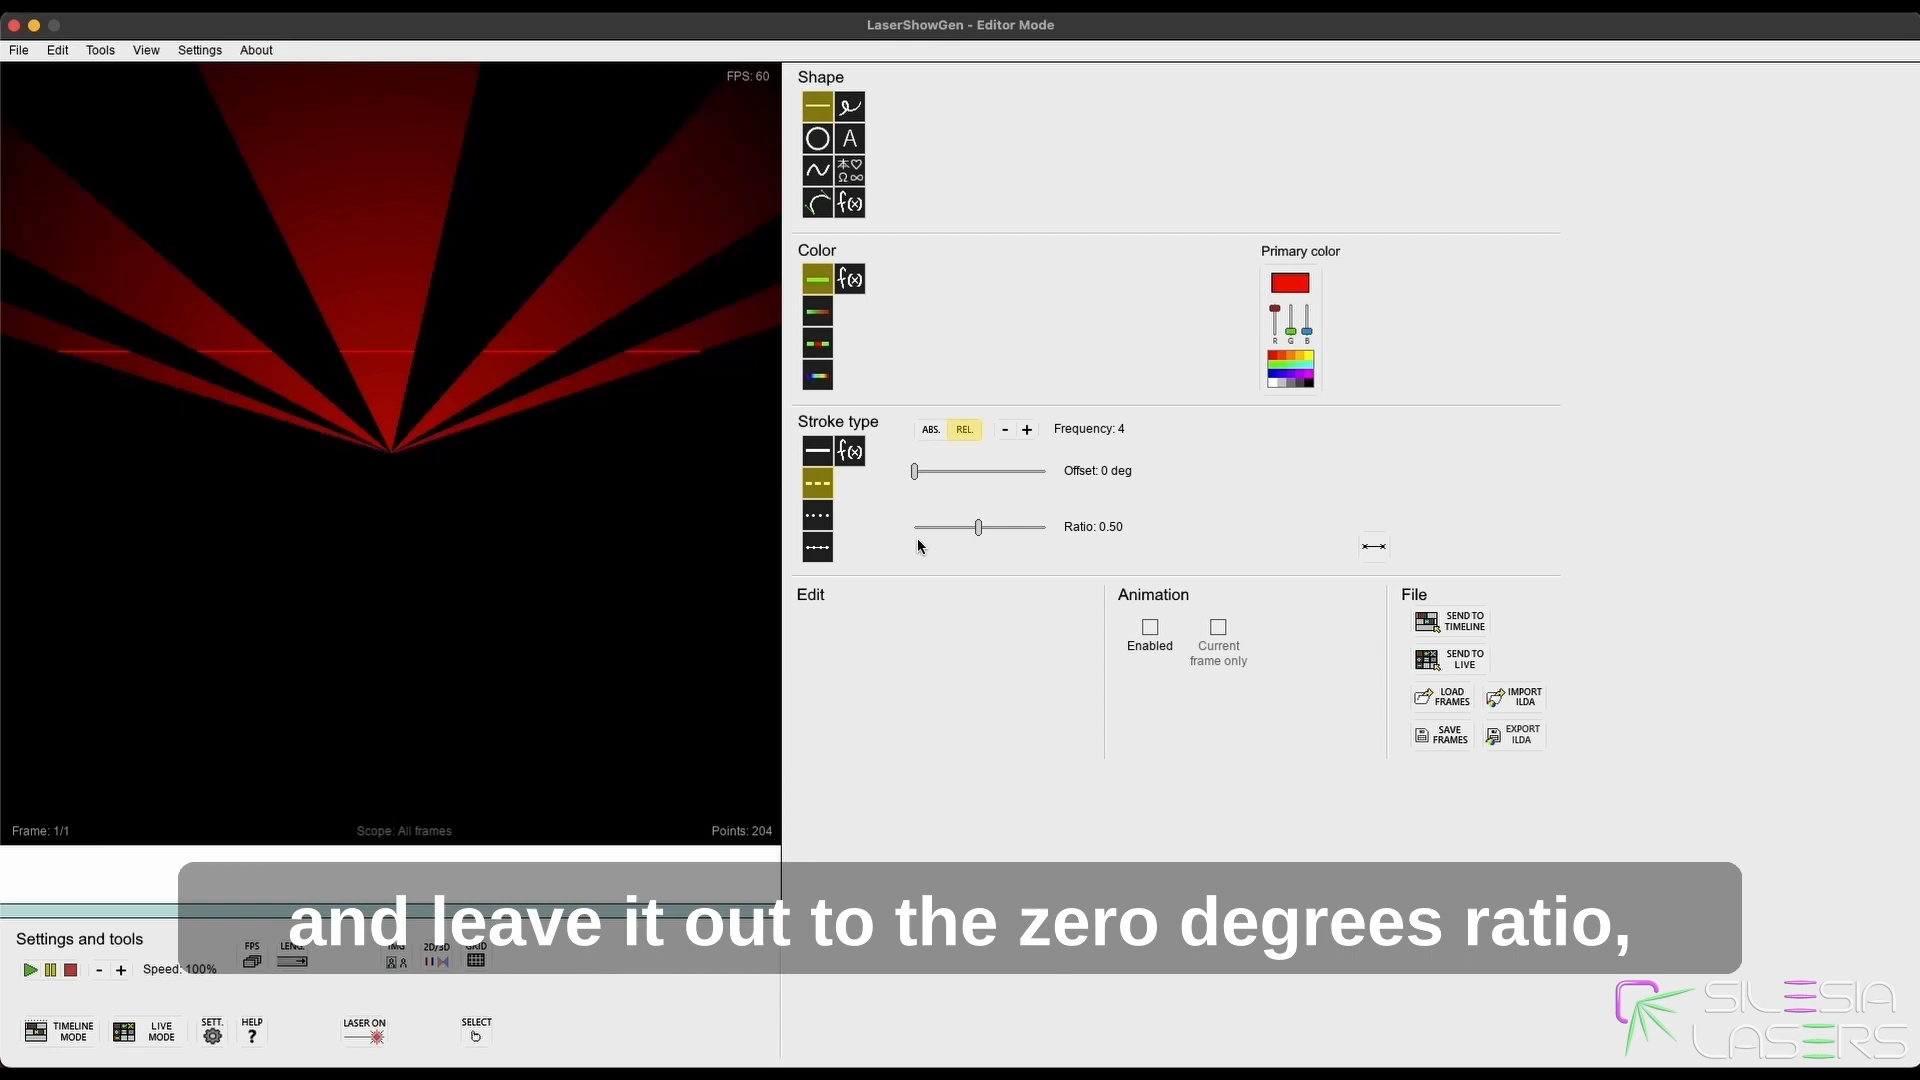 LaserShowGen - Editor Mode
File Edit Tools View Settings About
FPS: 60
Shape
A
本♡
Ω∞
f(x)
Color
Primary color
f(x)
R G B
Stroke type
ABS. REL. - + Frequency: 4
f(x)
Offset: 0 deg
Ratio: 0.50
Edit
Animation
File
Enabled
Current
frame only
SEND TO
TIMELINE
SEND TO
LIVE
LOAD
FRAMES
IMPORT
ILDA
SAVE
FRAMES
EXPORT
ILDA
Frame: 1/1
Scope: All frames
Points: 204
and leave it out to the zero degrees ratio,
Settings and tools
FPS
LENG.
IMG
2D/3D
GRID
- + Speed: 100%
TIMELINE
MODE
LIVE
MODE
SETT.
HELP
?
LASER ON
SELECT
SILESIA
LASERS